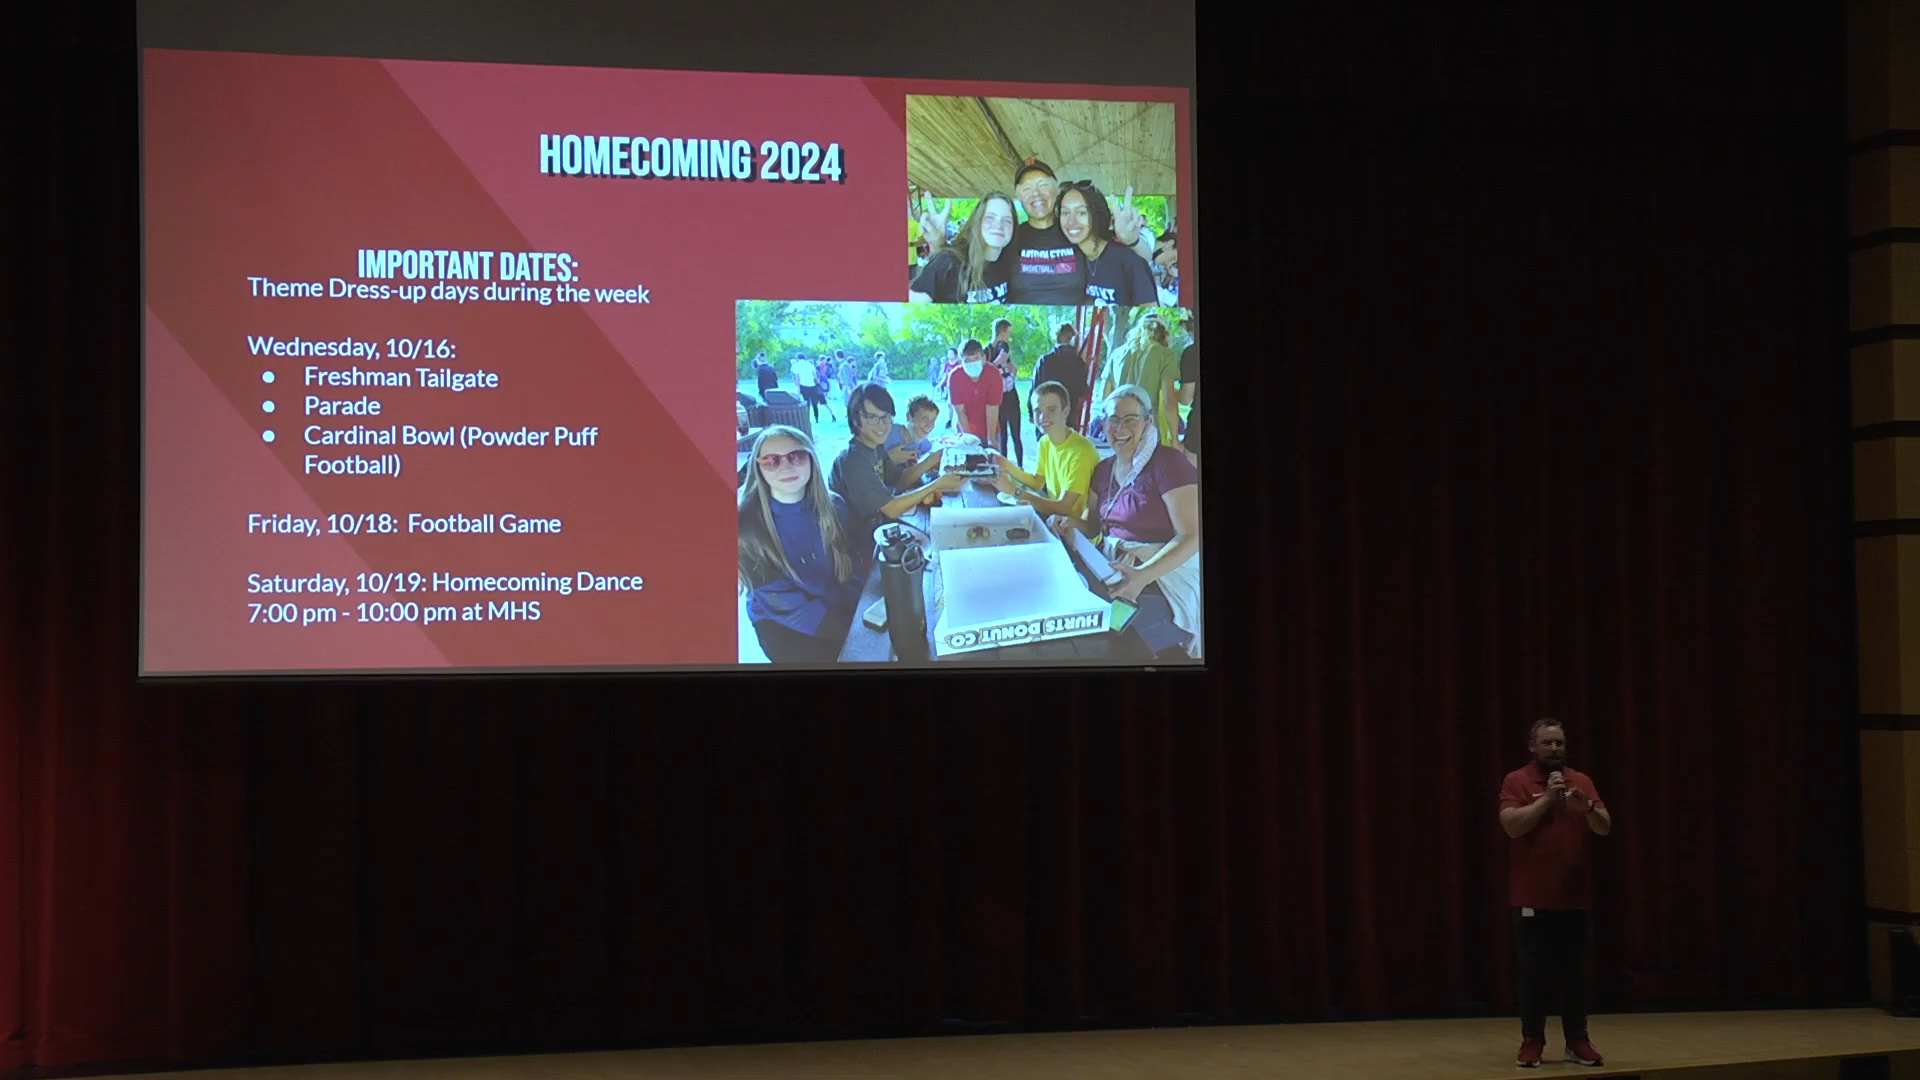 HOMECOMING 2024
IMPORTANT DATES:
Theme Dress-up days during the week
Wednesday, 10/16:
● Freshman Tailgate
● Parade
● Cardinal Bowl (Powder Puff
Football)
Friday, 10/18: Football Game
Saturday, 10/19: Homecoming Dance
7:00 pm - 10:00 pm at MHS
MIDDLETON
BASKETBALL
HURTS DONUT CO.